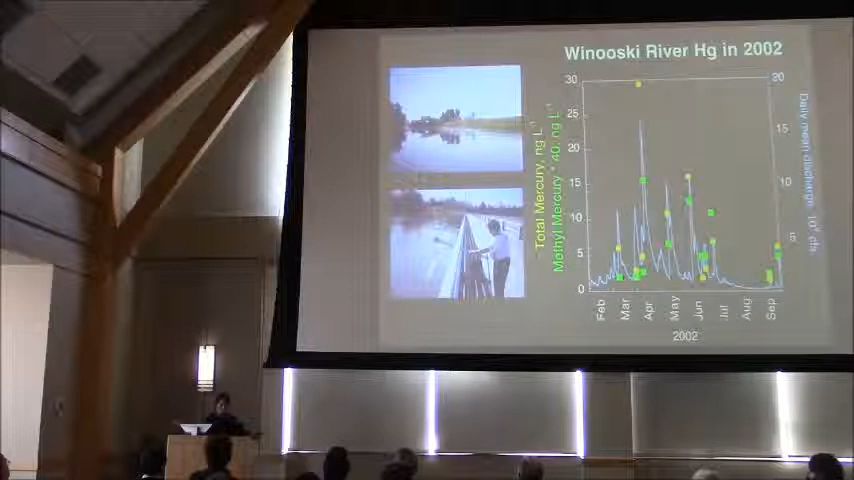 Winooski River Hg in 2002
Total Mercury, ng L-1
Methyl Mercury * 40, ng L-1
30
25
20
15
10
5
0
20
15
10
5
Daily mean discharge, 10³ cfs
Feb
Mar
Apr
May
Jun
Jul
Aug
Sep
2002